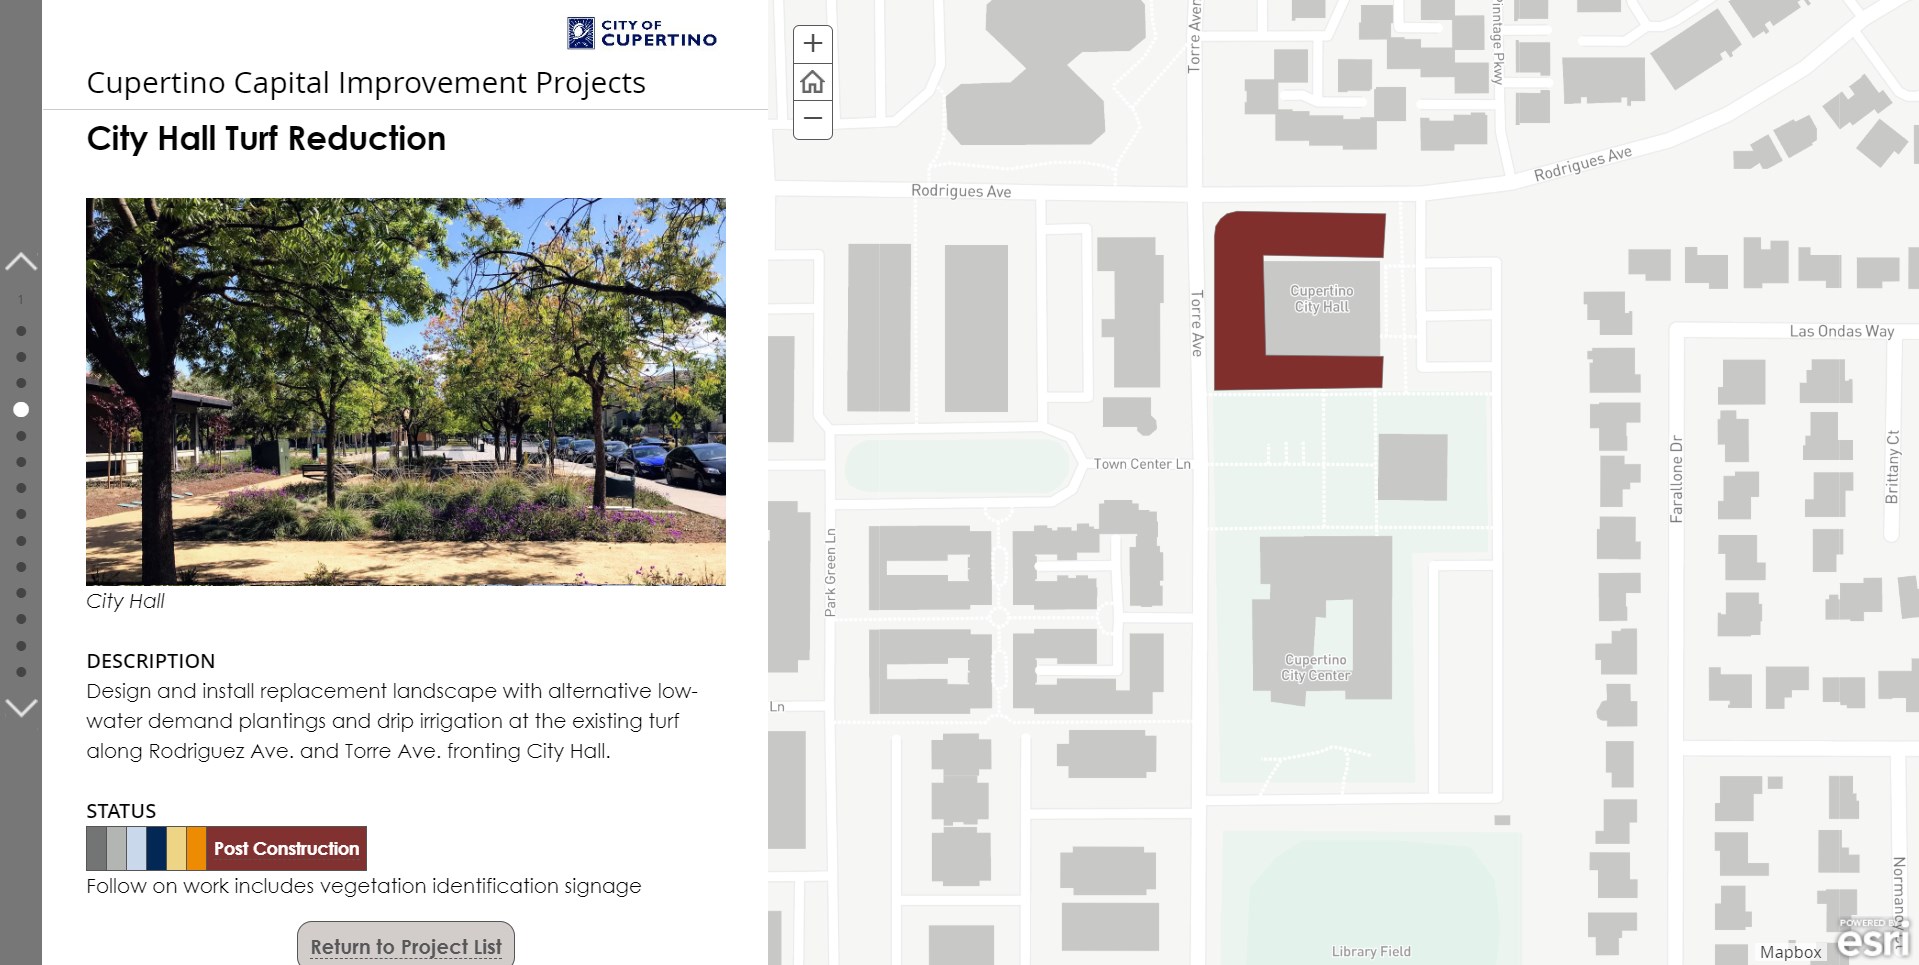 CITY OF
CUPERTINO
Cupertino Capital Improvement Projects
City Hall Turf Reduction
1
City Hall
DESCRIPTION
Design and install replacement landscape with alternative low-
water demand plantings and drip irrigation at the existing turf
along Rodriguez Ave. and Torre Ave. fronting City Hall.
STATUS
Post Construction
Follow on work includes vegetation identification signage
Return to Project List
Torre Aven
Pinntage Pkwy
Rodrigues Ave
Rodrigues Ave
Cupertino
City Hall
Torre Ave
Las Ondas Way
Town Center Ln
Farallone Dr
Brittany Ct
Park Green Ln
Cupertino
City Center
Ln
Library Field
Mapbox
POWERED BY
esri